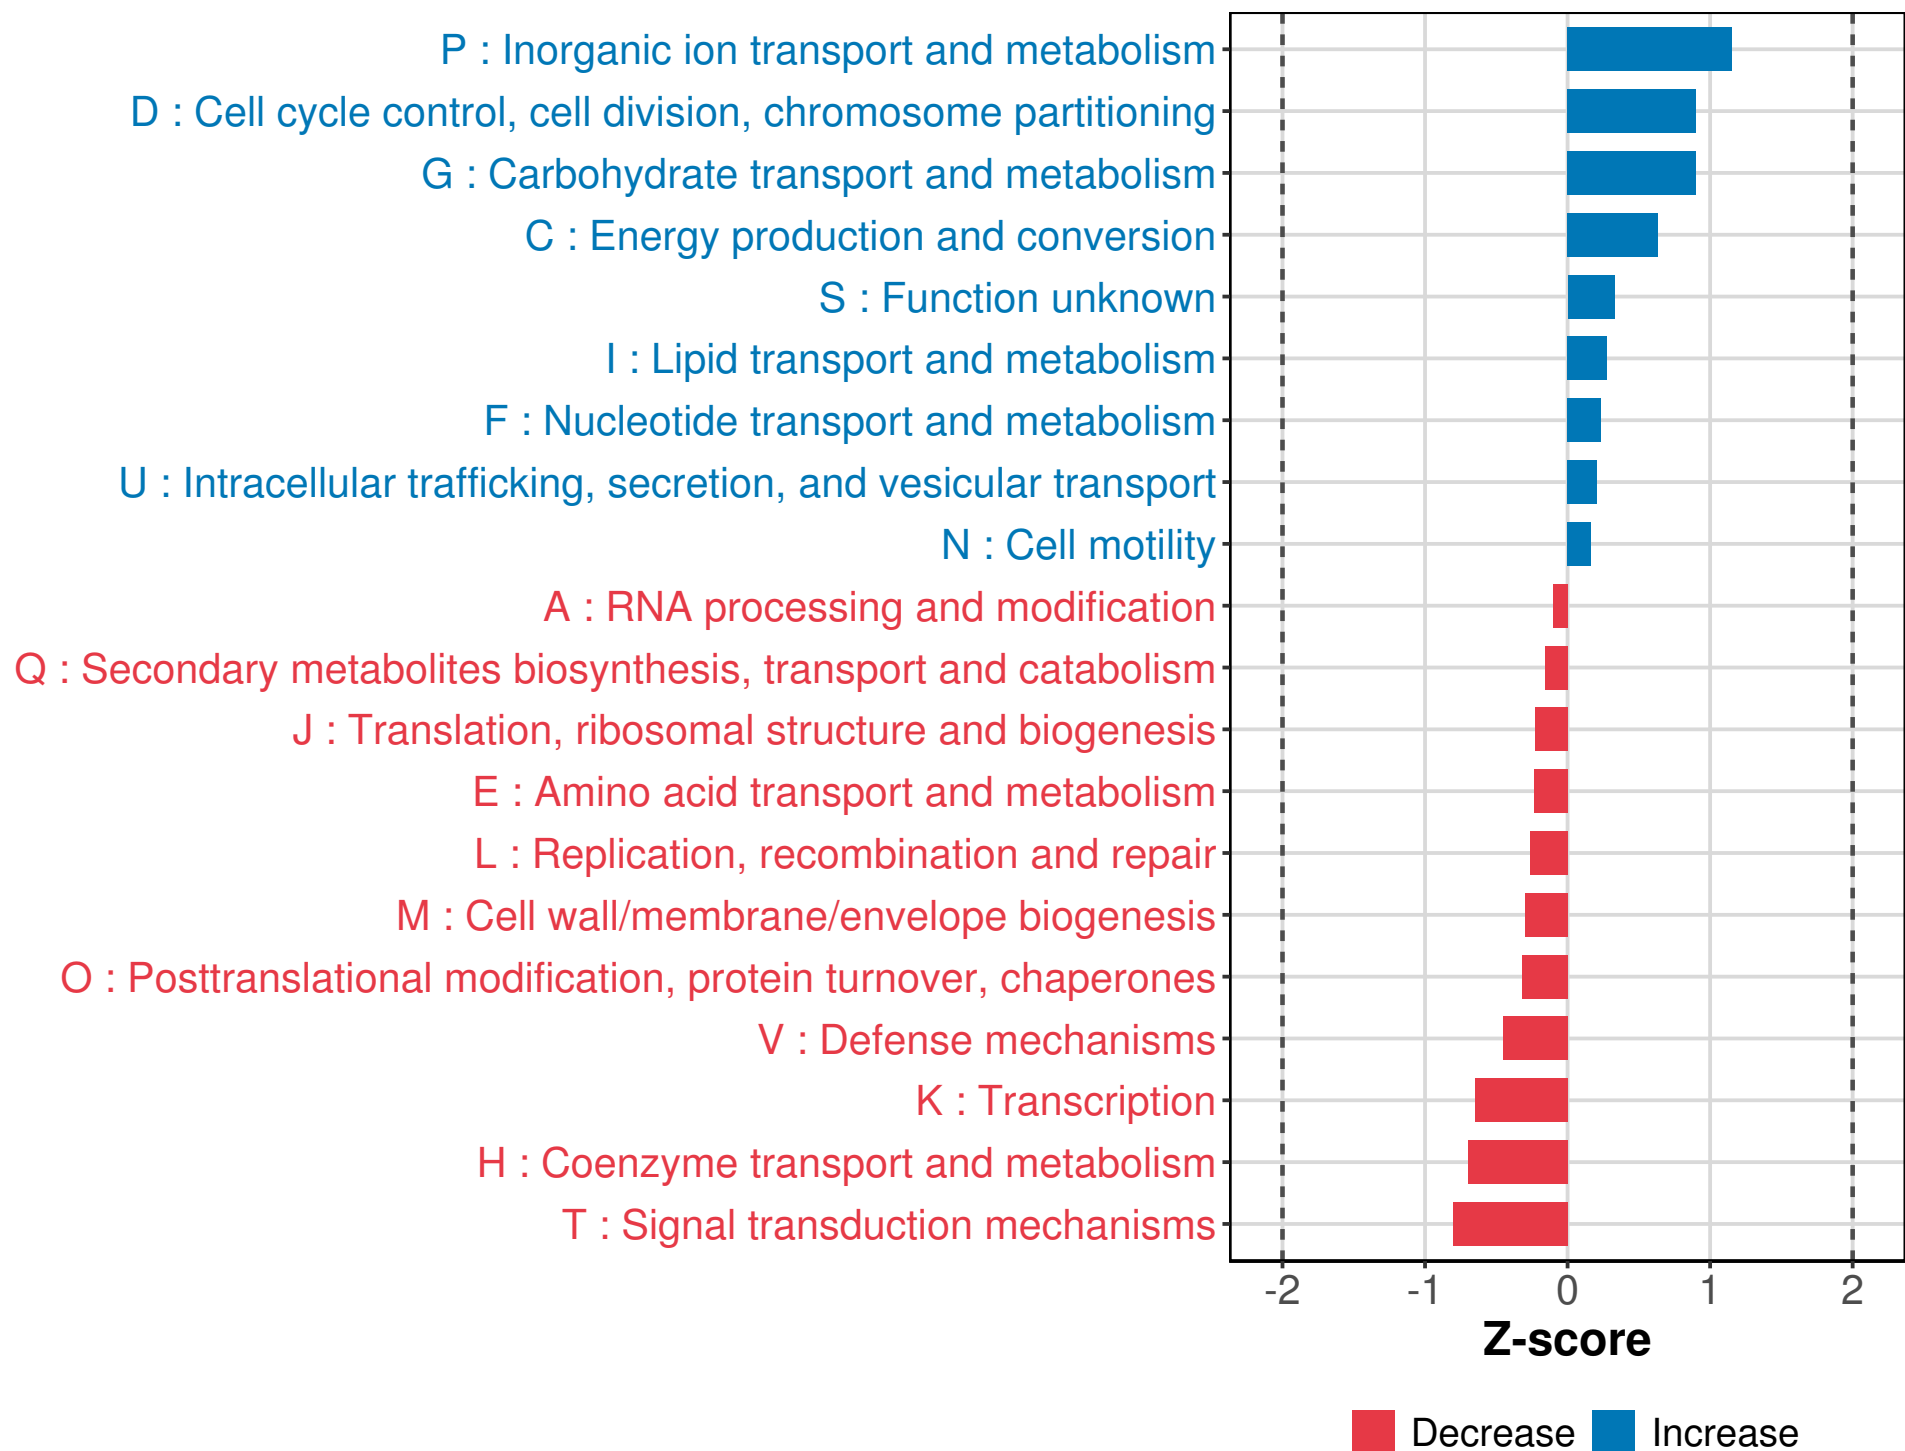 P : Inorganic ion transport and metabolism
D : Cell cycle control, cell division, chromosome partitioning
G : Carbohydrate transport and metabolism
C : Energy production and conversion
S : Function unknown
I : Lipid transport and metabolism
F : Nucleotide transport and metabolism
U : Intracellular trafficking, secretion, and vesicular transport
N : Cell motility
A : RNA processing and modification
Q : Secondary metabolites biosynthesis, transport and catabolism
J : Translation, ribosomal structure and biogenesis
E : Amino acid transport and metabolism
L : Replication, recombination and repair
M : Cell wall/membrane/envelope biogenesis
O : Posttranslational modification, protein turnover, chaperones
V : Defense mechanisms
K : Transcription
H : Coenzyme transport and metabolism
T : Signal transduction mechanisms
-2 -1 0 1 2
Z-score
Decrease Increase